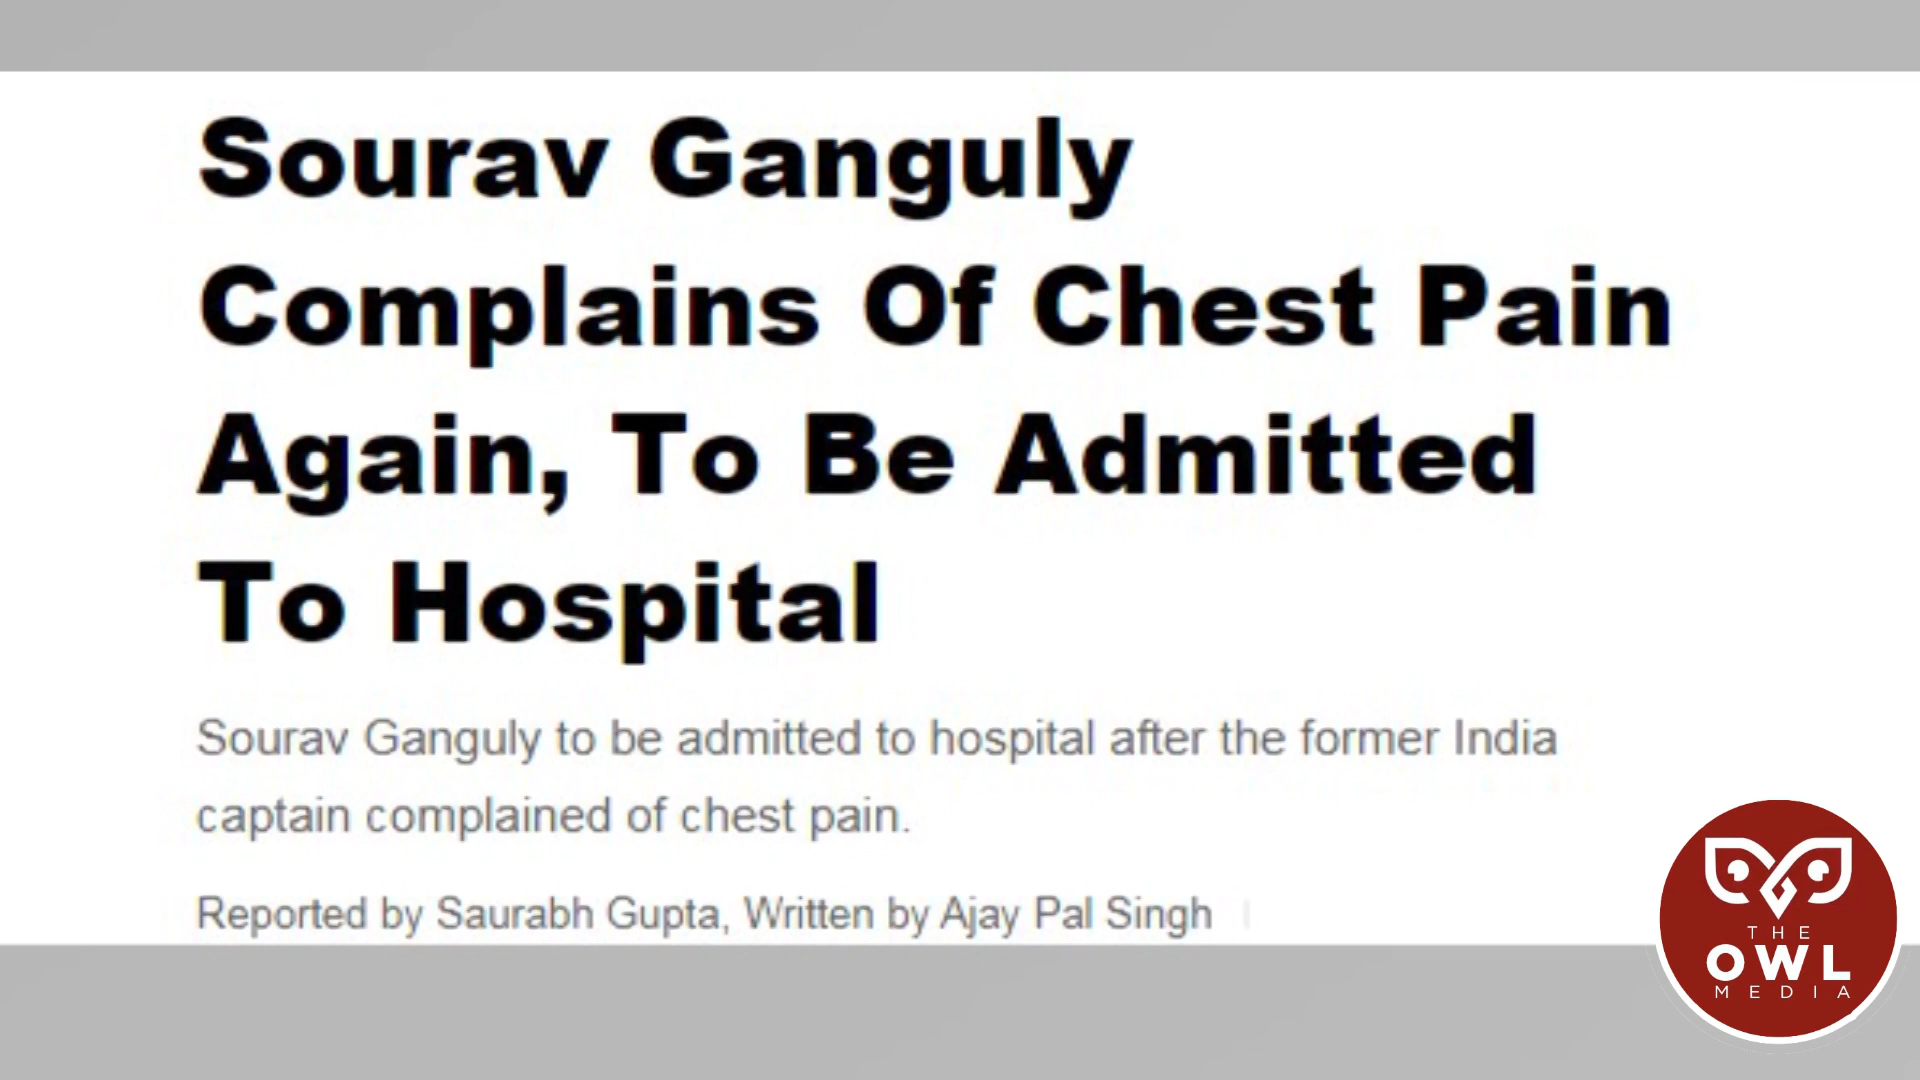 Sourav Ganguly
Complains Of Chest Pain
Again, To Be Admitted
To Hospital
Sourav Ganguly to be admitted to hospital after the former India
captain complained of chest pain.
Reported by Saurabh Gupta, Written by Ajay Pal Singh
THE
OWL
MEDIA